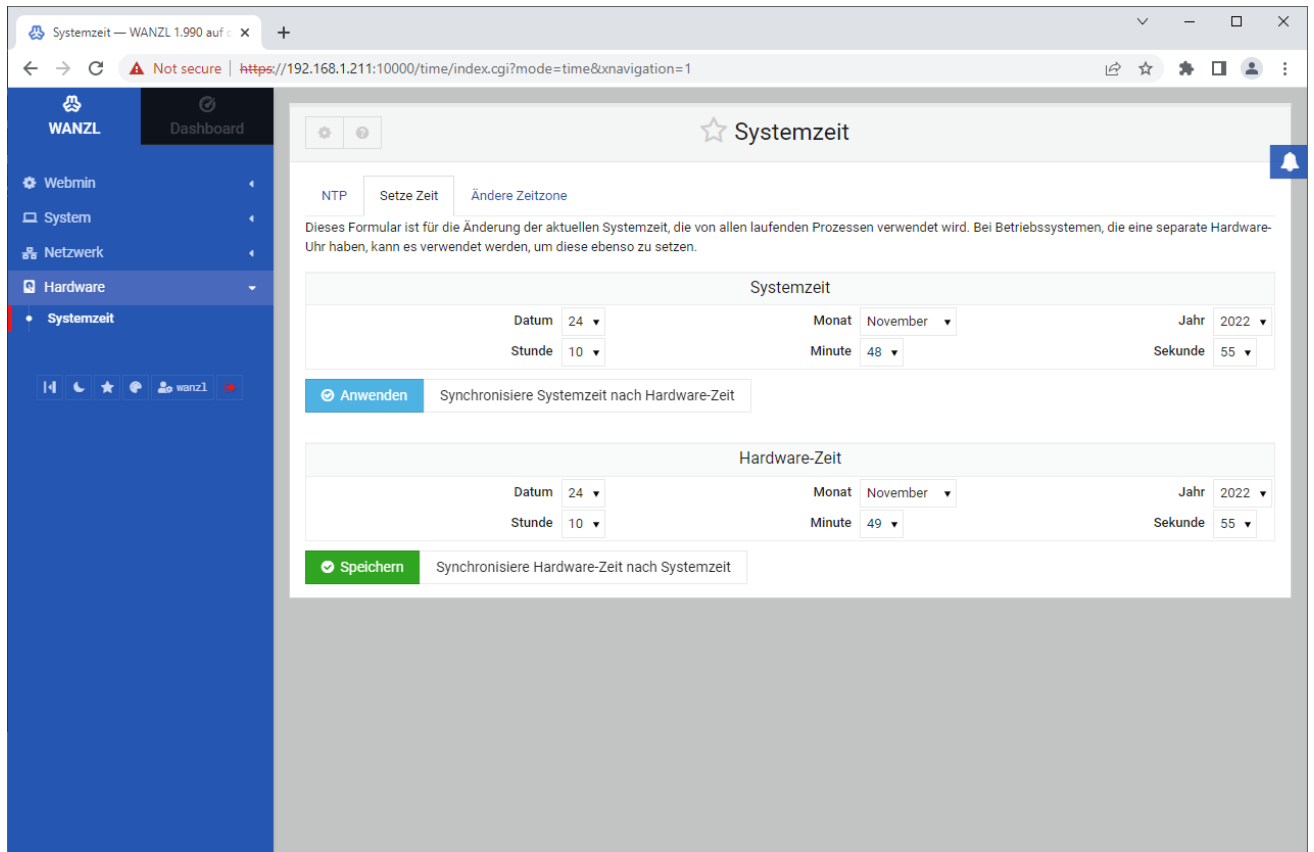 Systemzeit — WANZL 1.990 auf c
Not secure | https://192.168.1.211:10000/time/index.cgi?mode=time&xnavigation=1
WANZL
Dashboard
Webmin
System
Netzwerk
Hardware
Systemzeit
wanzl
Systemzeit
NTP Setze Zeit Ändere Zeitzone
Dieses Formular ist für die Änderung der aktuellen Systemzeit, die von allen laufenden Prozessen verwendet wird. Bei Betriebssystemen, die eine separate Hardware-
Uhr haben, kann es verwendet werden, um diese ebenso zu setzen.
Systemzeit
Datum 24 Monat November Jahr 2022
Stunde 10 Minute 48 Sekunde 55
Anwenden Synchronisiere Systemzeit nach Hardware-Zeit
Hardware-Zeit
Datum 24 Monat November Jahr 2022
Stunde 10 Minute 49 Sekunde 55
Speichern Synchronisiere Hardware-Zeit nach Systemzeit